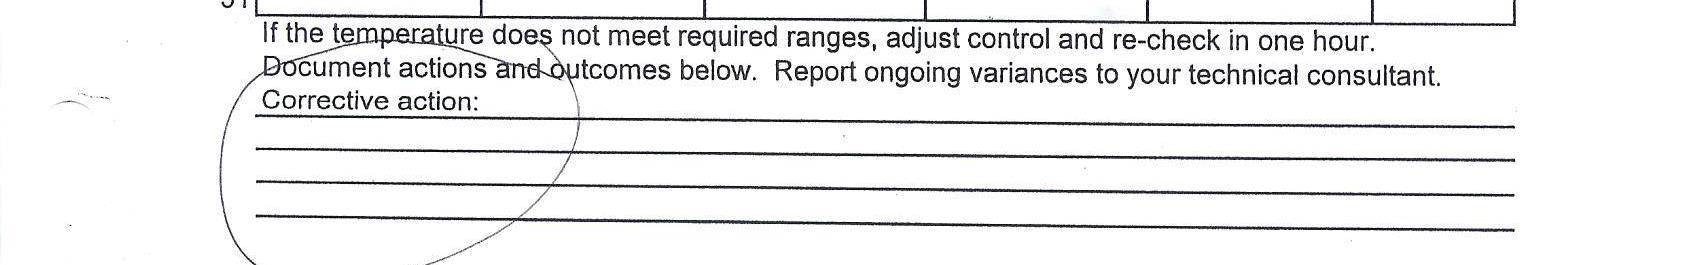 31
If the temperature does not meet required ranges, adjust control and re-check in one hour.
Document actions and outcomes below. Report ongoing variances to your technical consultant.
Corrective action: